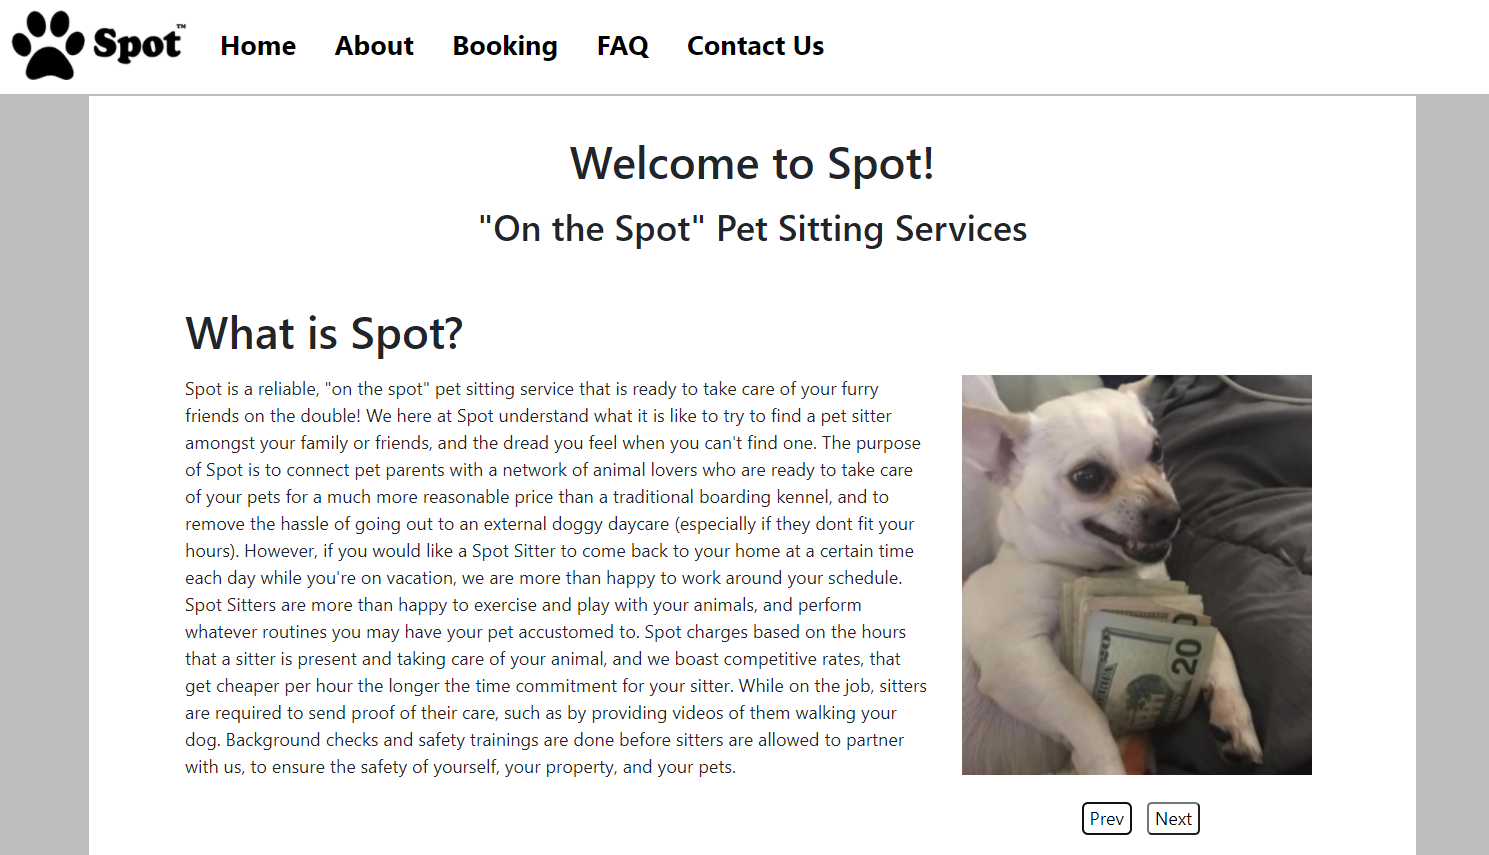 Spot™
Home About Booking FAQ Contact Us
Welcome to Spot!
"On the Spot" Pet Sitting Services
What is Spot?
Spot is a reliable, "on the spot" pet sitting service that is ready to take care of your furry
friends on the double! We here at Spot understand what it is like to try to find a pet sitter
amongst your family or friends, and the dread you feel when you can't find one. The purpose
of Spot is to connect pet parents with a network of animal lovers who are ready to take care
of your pets for a much more reasonable price than a traditional boarding kennel, and to
remove the hassle of going out to an external doggy daycare (especially if they dont fit your
hours). However, if you would like a Spot Sitter to come back to your home at a certain time
each day while you're on vacation, we are more than happy to work around your schedule.
Spot Sitters are more than happy to exercise and play with your animals, and perform
whatever routines you may have your pet accustomed to. Spot charges based on the hours
that a sitter is present and taking care of your animal, and we boast competitive rates, that
get cheaper per hour the longer the time commitment for your sitter. While on the job, sitters
are required to send proof of their care, such as by providing videos of them walking your
dog. Background checks and safety trainings are done before sitters are allowed to partner
with us, to ensure the safety of yourself, your property, and your pets.
20
Prev Next